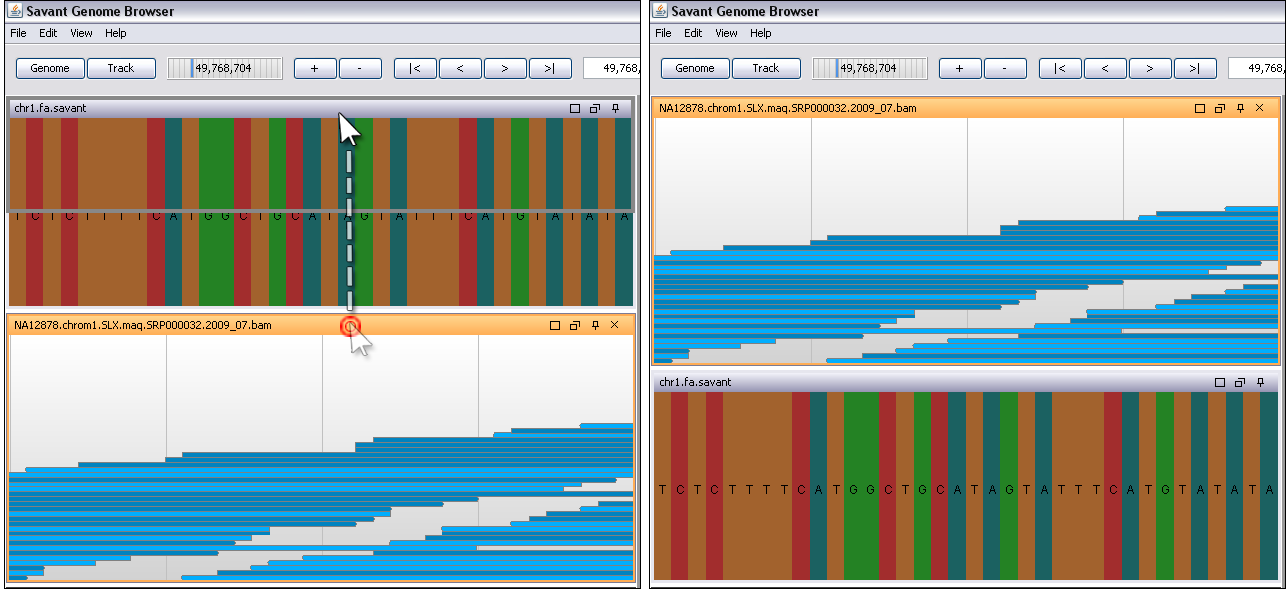 Savant Genome Browser
File Edit View Help
Genome Track 49,768,704 + - |< < > >| 49,768,
chr1.fa.savant
T C T C T T T T C A T G G C T G C A T A G T A T T T C A T G T A T A T A
NA12878.chrom1.SLX.maq.SRP000032.2009_07.bam
Savant Genome Browser
File Edit View Help
Genome Track 49,768,704 + - |< < > >| 49,768,
NA12878.chrom1.SLX.maq.SRP000032.2009_07.bam
chr1.fa.savant
T C T C T T T T C A T G G C T G C A T A G T A T T T C A T G T A T A T A